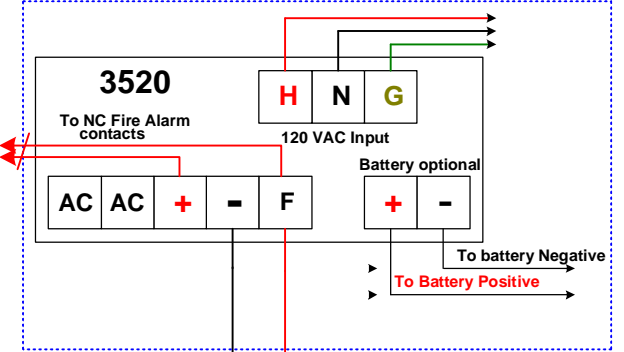 3520
H N G
To NC Fire Alarm
contacts
120 VAC Input
Battery optional
AC AC + - F
+ -
To battery Negative
To Battery Positive